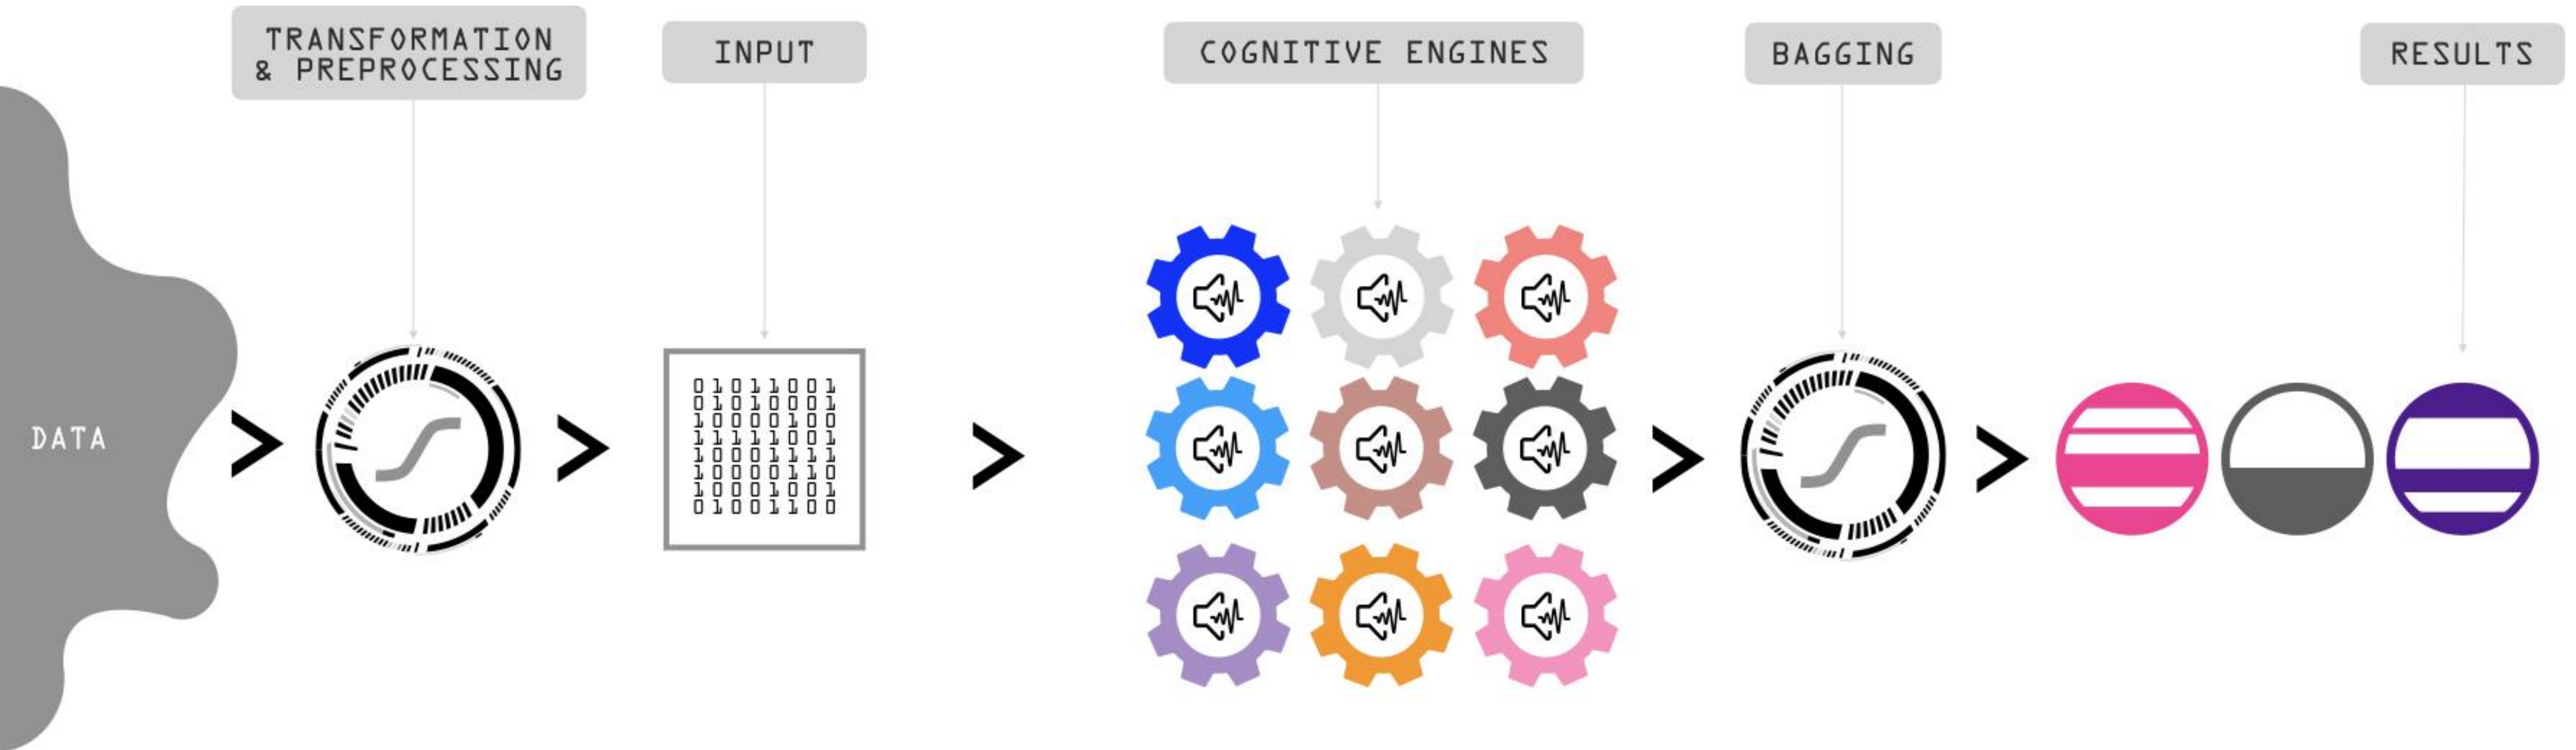 TRANSFORMATION
& PREPROCESSING
INPUT
COGNITIVE ENGINES
BAGGING
RESULTS
DATA
0 1 0 1 1 0 0 1
0 1 0 1 0 0 0 1
1 0 0 0 0 1 0 0
1 1 1 1 1 0 0 1
1 0 1 0 0 1 1 1
1 0 0 0 0 1 1 0
1 0 0 0 1 0 0 1
0 1 0 0 1 1 0 0